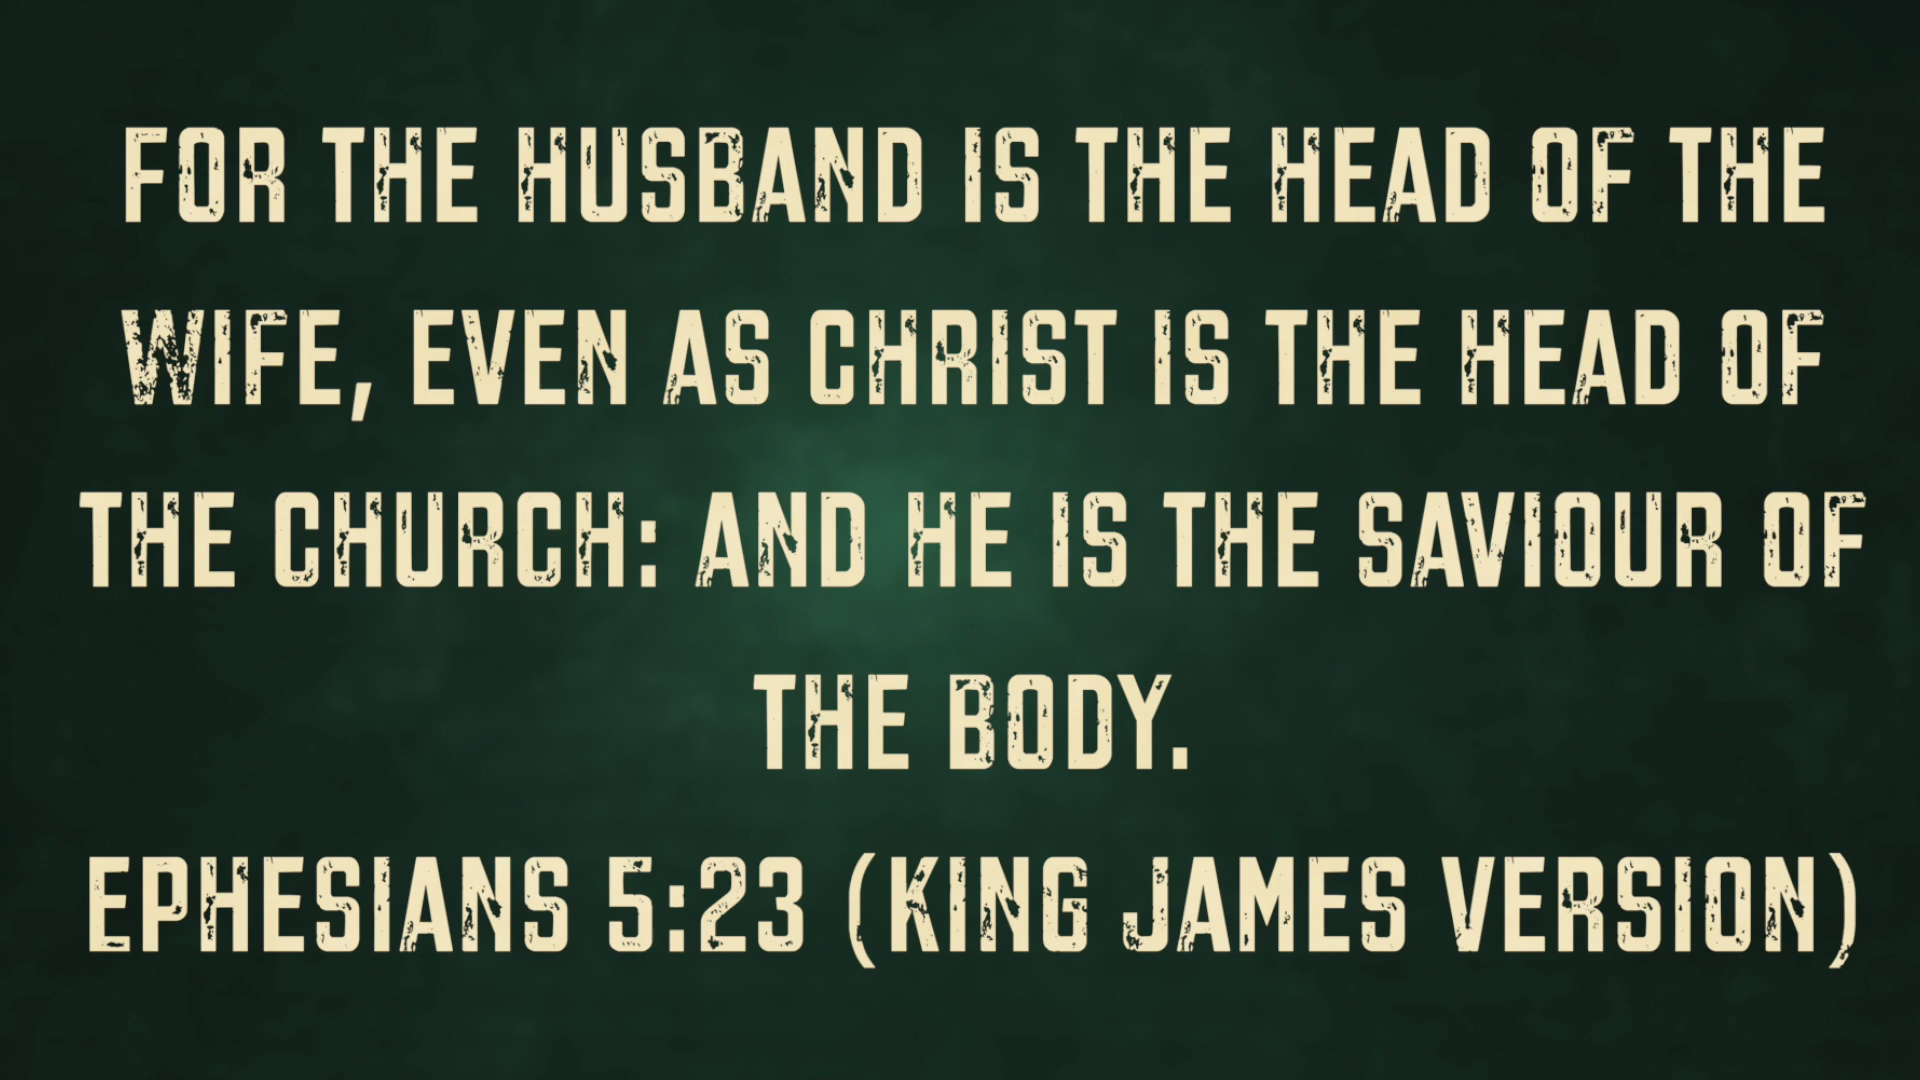 FOR THE HUSBAND IS THE HEAD OF THE
WIFE, EVEN AS CHRIST IS THE HEAD OF
THE CHURCH: AND HE IS THE SAVIOUR OF
THE BODY.
EPHESIANS 5:23 (KING JAMES VERSION)